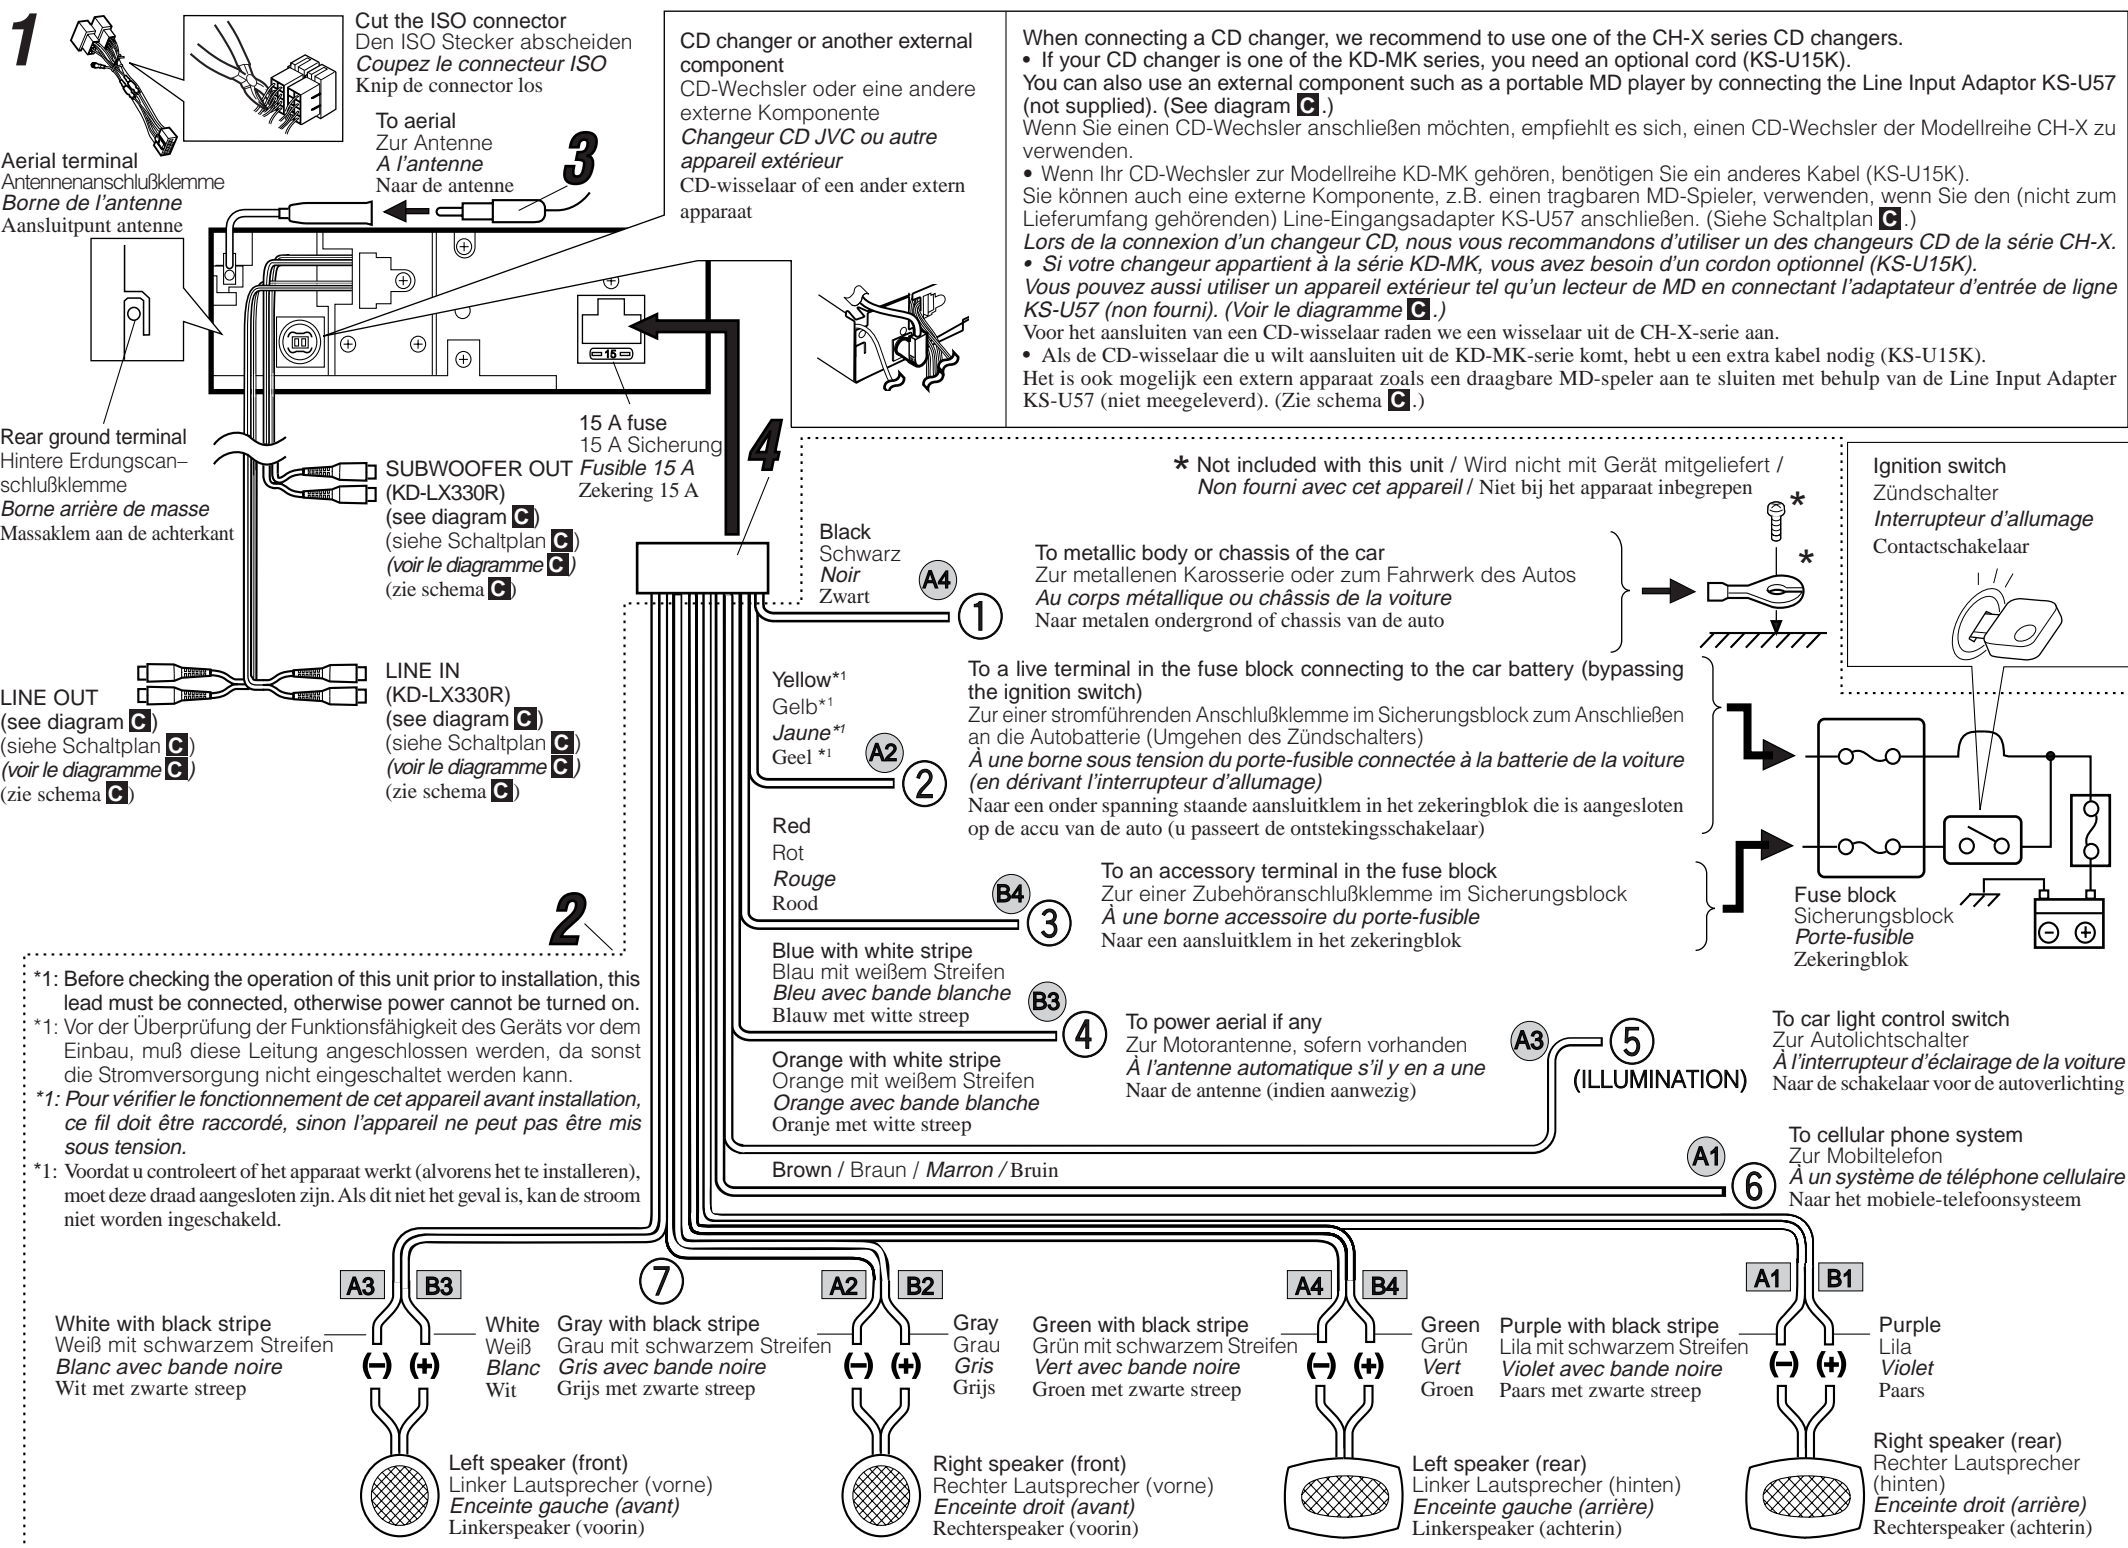 1
Cut the ISO connector
Den ISO Stecker abscheiden
Coupez le connecteur ISO
Knip de connector los
To aerial
Zur Antenne
A l'antenne
Naar de antenne
3
Aerial terminal
Antennenanschlußklemme
Borne de l'antenne
Aansluitpunt antenne
CD changer or another external
component
CD-Wechsler oder eine andere
externe Komponente
Changeur CD JVC ou autre
appareil extérieur
CD-wisselaar of een ander extern
apparaat
When connecting a CD changer, we recommend to use one of the CH-X series CD changers.
• If your CD changer is one of the KD-MK series, you need an optional cord (KS-U15K).
You can also use an external component such as a portable MD player by connecting the Line Input Adaptor KS-U57
(not supplied). (See diagram C .)
Wenn Sie einen CD-Wechsler anschließen möchten, empfiehlt es sich, einen CD-Wechsler der Modellreihe CH-X zu
verwenden.
• Wenn Ihr CD-Wechsler zur Modellreihe KD-MK gehören, benötigen Sie ein anderes Kabel (KS-U15K).
Sie können auch eine externe Komponente, z.B. einen tragbaren MD-Spieler, verwenden, wenn Sie den (nicht zum
Lieferumfang gehörenden) Line-Eingangsadapter KS-U57 anschließen. (Siehe Schaltplan C .)
Lors de la connexion d'un changeur CD, nous vous recommandons d'utiliser un des changeurs CD de la série CH-X.
• Si votre changeur appartient à la série KD-MK, vous avez besoin d'un cordon optionnel (KS-U15K).
Vous pouvez aussi utiliser un appareil extérieur tel qu'un lecteur de MD en connectant l'adaptateur d'entrée de ligne
KS-U57 (non fourni). (Voir le diagramme C .)
Voor het aansluiten van een CD-wisselaar raden we een wisselaar uit de CH-X-serie aan.
• Als de CD-wisselaar die u wilt aansluiten uit de KD-MK-serie komt, hebt u een extra kabel nodig (KS-U15K).
Het is ook mogelijk een extern apparaat zoals een draagbare MD-speler aan te sluiten met behulp van de Line Input Adapter
KS-U57 (niet meegeleverd). (Zie schema C .)
15
Rear ground terminal
Hintere Erdungscan–
schlußklemme
Borne arrière de masse
Massaklem aan de achterkant
15 A fuse
15 A Sicherung
Fusible 15 A
Zekering 15 A
4
SUBWOOFER OUT
(KD-LX330R)
(see diagram C )
(siehe Schaltplan C )
(voir le diagramme C )
(zie schema C )
LINE OUT
(see diagram C )
(siehe Schaltplan C )
(voir le diagramme C )
(zie schema C )
LINE IN
(KD-LX330R)
(see diagram C )
(siehe Schaltplan C )
(voir le diagramme C )
(zie schema C )
* Not included with this unit / Wird nicht mit Gerät mitgeliefert /
Non fourni avec cet appareil / Niet bij het apparaat inbegrepen
*
*
Ignition switch
Zündschalter
Interrupteur d'allumage
Contactschakelaar
Black
Schwarz
Noir
Zwart
A4
1
To metallic body or chassis of the car
Zur metallenen Karosserie oder zum Fahrwerk des Autos
Au corps métallique ou châssis de la voiture
Naar metalen ondergrond of chassis van de auto
Yellow*1
Gelb*1
Jaune*1
Geel *1
A2
2
To a live terminal in the fuse block connecting to the car battery (bypassing
the ignition switch)
Zur einer stromführenden Anschlußklemme im Sicherungsblock zum Anschließen
an die Autobatterie (Umgehen des Zündschalters)
À une borne sous tension du porte-fusible connectée à la batterie de la voiture
(en dérivant l'interrupteur d'allumage)
Naar een onder spanning staande aansluitklem in het zekeringblok die is aangesloten
op de accu van de auto (u passeert de ontstekingsschakelaar)
Red
Rot
Rouge
Rood
B4
3
To an accessory terminal in the fuse block
Zur einer Zubehöranschlußklemme im Sicherungsblock
À une borne accessoire du porte-fusible
Naar een aansluitklem in het zekeringblok
Fuse block
Sicherungsblock
Porte-fusible
Zekeringblok
2
*1: Before checking the operation of this unit prior to installation, this
lead must be connected, otherwise power cannot be turned on.
*1: Vor der Überprüfung der Funktionsfähigkeit des Geräts vor dem
Einbau, muß diese Leitung angeschlossen werden, da sonst
die Stromversorgung nicht eingeschaltet werden kann.
*1: Pour vérifier le fonctionnement de cet appareil avant installation,
ce fil doit être raccordé, sinon l'appareil ne peut pas être mis
sous tension.
*1: Voordat u controleert of het apparaat werkt (alvorens het te installeren),
moet deze draad aangesloten zijn. Als dit niet het geval is, kan de stroom
niet worden ingeschakeld.
Blue with white stripe
Blau mit weißem Streifen
Bleu avec bande blanche
Blauw met witte streep
B3
4
To power aerial if any
Zur Motorantenne, sofern vorhanden
À l'antenne automatique s'il y en a une
Naar de antenne (indien aanwezig)
Orange with white stripe
Orange mit weißem Streifen
Orange avec bande blanche
Oranje met witte streep
A3
5
(ILLUMINATION)
To car light control switch
Zur Autolichtschalter
À l'interrupteur d'éclairage de la voiture
Naar de schakelaar voor de autoverlichting
Brown / Braun / Marron / Bruin
A1
6
To cellular phone system
Zur Mobiltelefon
À un système de téléphone cellulaire
Naar het mobiele-telefoonsysteem
7
A3
B3
White with black stripe
Weiß mit schwarzem Streifen
Blanc avec bande noire
Wit met zwarte streep
(–) (+)
White
Weiß
Blanc
Wit
A2
B2
Gray with black stripe
Grau mit schwarzem Streifen
Gris avec bande noire
Grijs met zwarte streep
(–) (+)
Gray
Grau
Gris
Grijs
A4
B4
Green with black stripe
Grün mit schwarzem Streifen
Vert avec bande noire
Groen met zwarte streep
(–) (+)
Green
Grün
Vert
Groen
A1
B1
Purple with black stripe
Lila mit schwarzem Streifen
Violet avec bande noire
Paars met zwarte streep
(–) (+)
Purple
Lila
Violet
Paars
Left speaker (front)
Linker Lautsprecher (vorne)
Enceinte gauche (avant)
Linkerspeaker (voorin)
Right speaker (front)
Rechter Lautsprecher (vorne)
Enceinte droit (avant)
Rechterspeaker (voorin)
Left speaker (rear)
Linker Lautsprecher (hinten)
Enceinte gauche (arrière)
Linkerspeaker (achterin)
Right speaker (rear)
Rechter Lautsprecher
(hinten)
Enceinte droit (arrière)
Rechterspeaker (achterin)